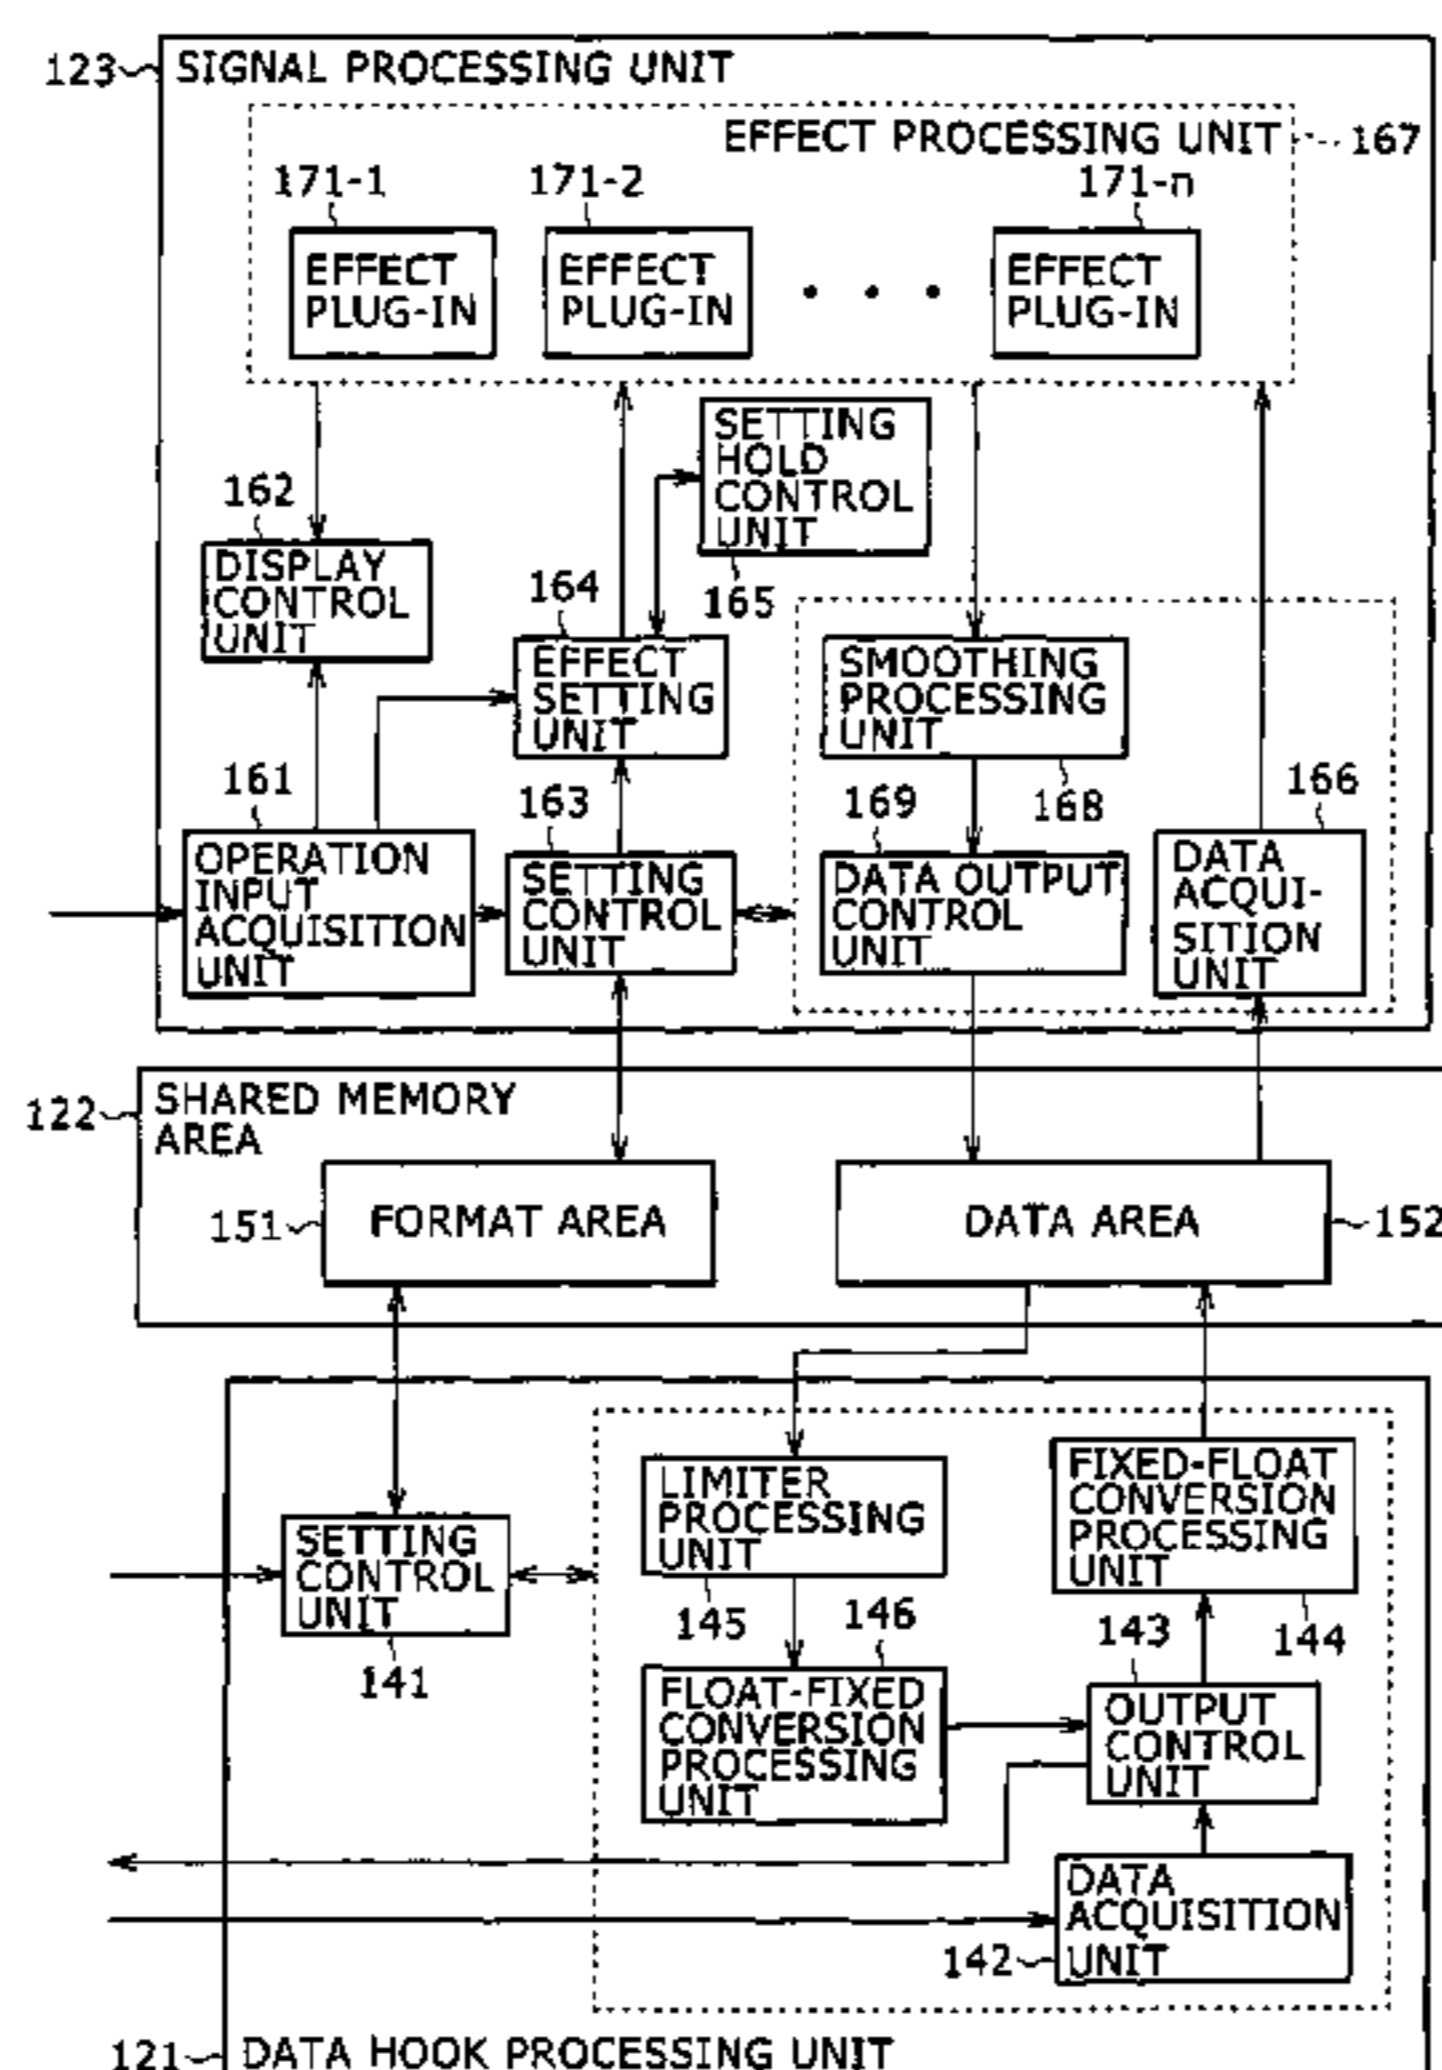 123 SIGNAL PROCESSING UNIT
EFFECT PROCESSING UNIT 167
171-1 171-2 171-n
EFFECT
PLUG-IN
EFFECT
PLUG-IN
• • •
EFFECT
PLUG-IN
SETTING
HOLD
CONTROL
UNIT
165
162
DISPLAY
CONTROL
UNIT
164
EFFECT
SETTING
UNIT
SMOOTHING
PROCESSING
UNIT
168
161
OPERATION
INPUT
ACQUISITION
UNIT
163
SETTING
CONTROL
UNIT
169
DATA OUTPUT
CONTROL
UNIT
166
DATA
ACQUI-
SITION
UNIT
122 SHARED MEMORY
AREA
151 FORMAT AREA
DATA AREA 152
LIMITER
PROCESSING
UNIT
145
FIXED-FLOAT
CONVERSION
PROCESSING
UNIT
144
SETTING
CONTROL
UNIT
141
146
FLOAT-FIXED
CONVERSION
PROCESSING
UNIT
143
OUTPUT
CONTROL
UNIT
DATA
ACQUISITION
142 UNIT
121 DATA HOOK PROCESSING UNIT